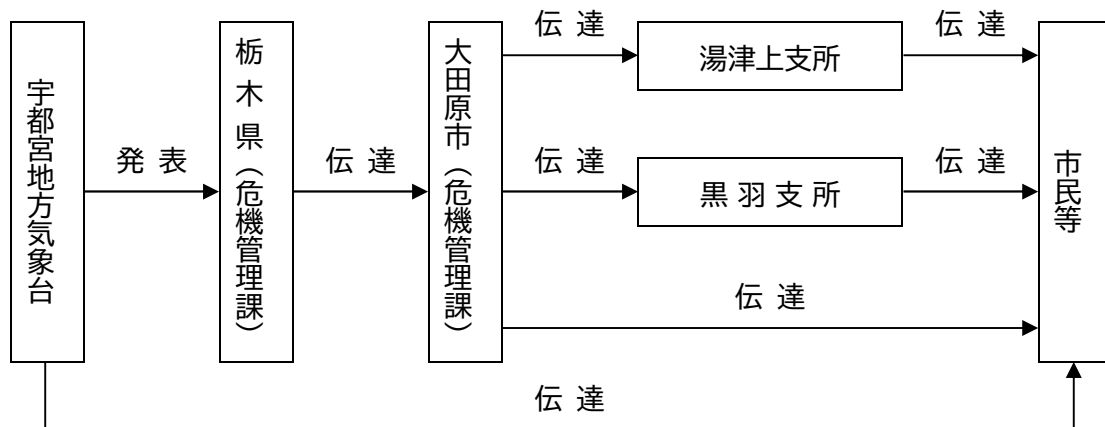 宇都宮地方気象台
発表
栃木県（危機管理課）
伝達
大田原市（危機管理課）
伝達
湯津上支所
伝達
伝達
黒羽支所
伝達
伝達
市民等
伝達